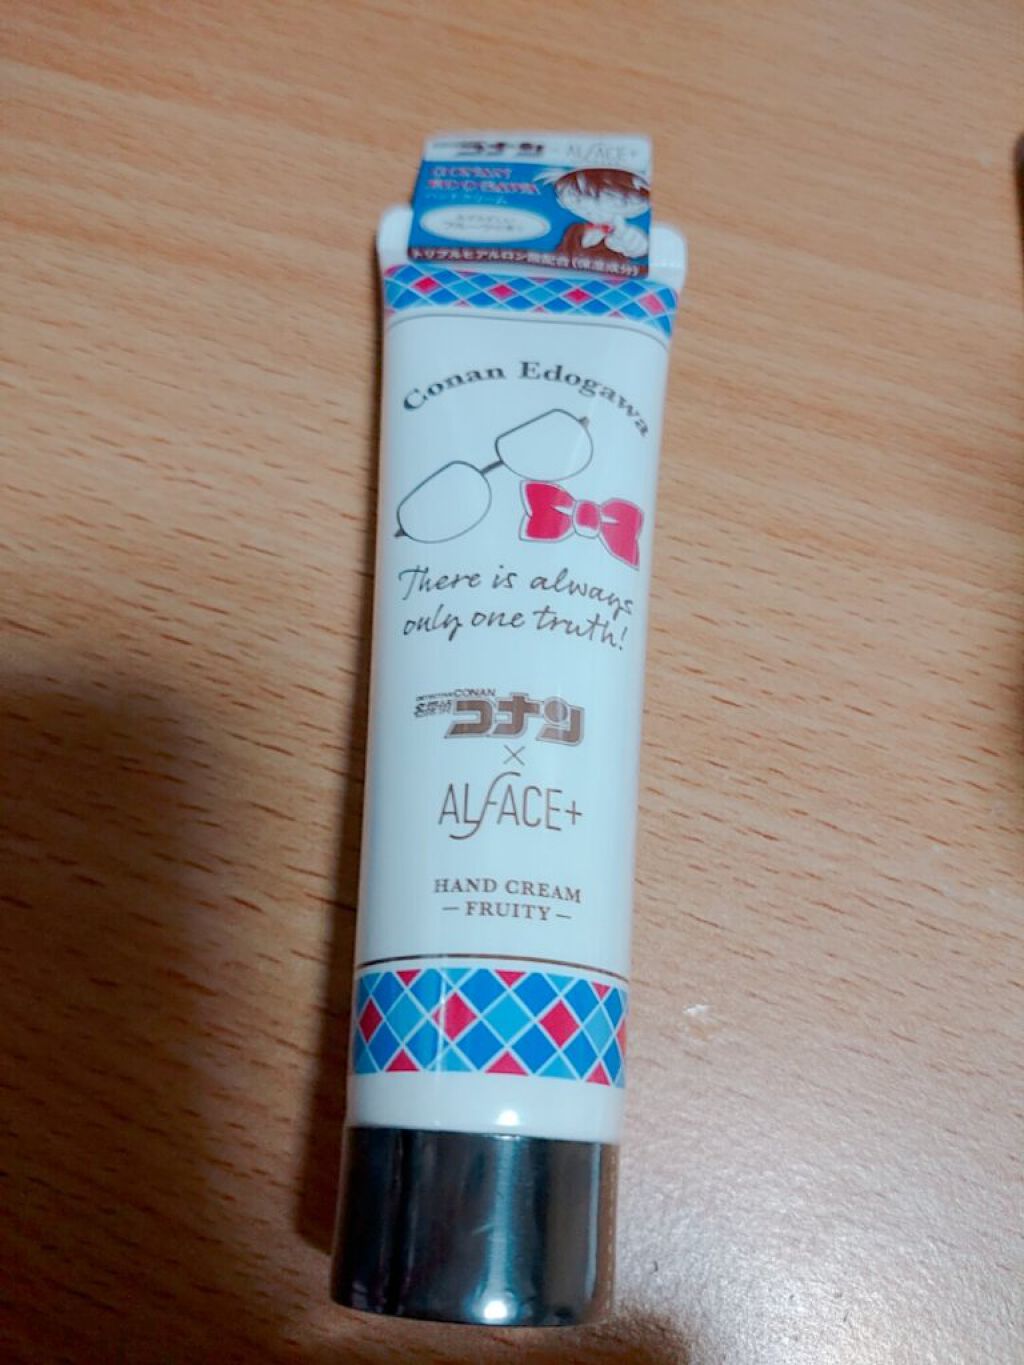 コナン ALFACE+
CONAN
EDOGAWA
ハンドクリーム
トリプルヒアルロン酸配合(保湿成分)
Conan Edogawa
There is always
only one truth!
DETECTIVE CONAN
名探偵コナン
×
ALFACE+
HAND CREAM
— FRUITY —